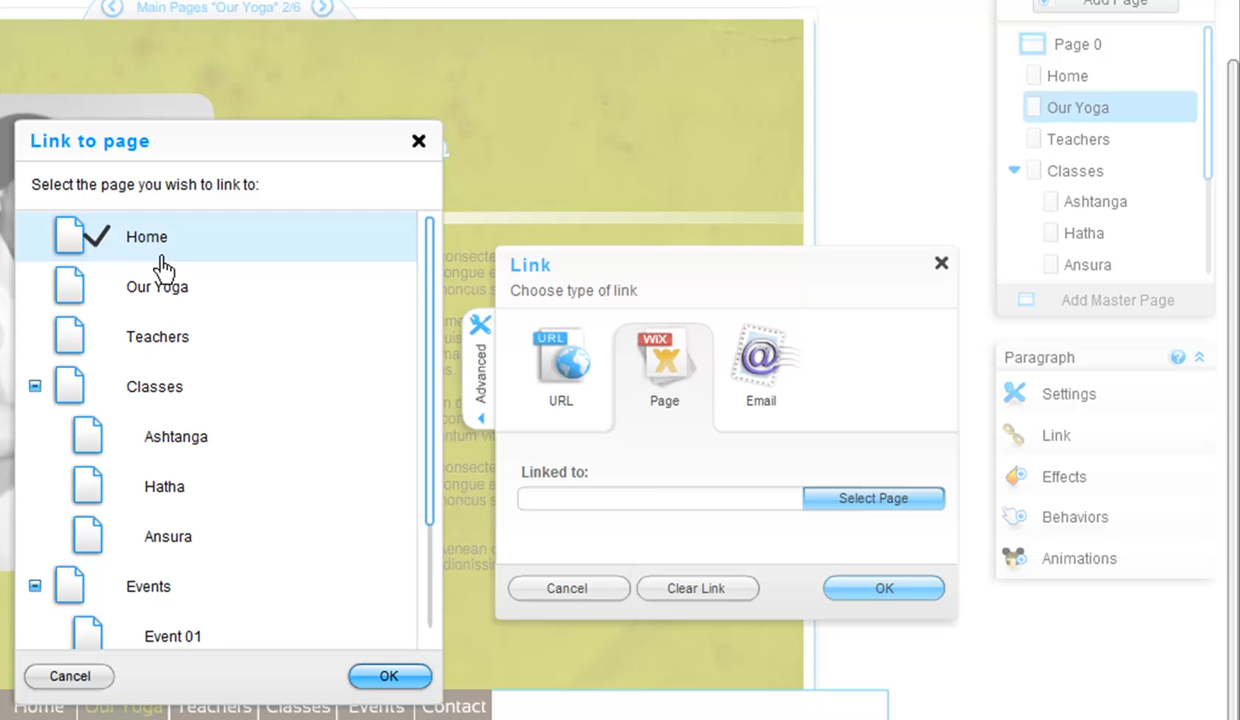 Main Pages "Our Yoga" 2/6
Add Page
Page 0
Home
Our Yoga
Teachers
Classes
Ashtanga
Hatha
Ansura
Add Master Page
Paragraph
Settings
Link
Effects
Behaviors
Animations
Link to page
Select the page you wish to link to:
Home
Our Yoga
Teachers
Classes
Ashtanga
Hatha
Ansura
Events
Event 01
Cancel
OK
Link
Choose type of link
Advanced
URL
URL
WiX
Page
Email
Linked to:
Select Page
Cancel
Clear Link
OK
Home Our Yoga Teachers Classes Events Contact